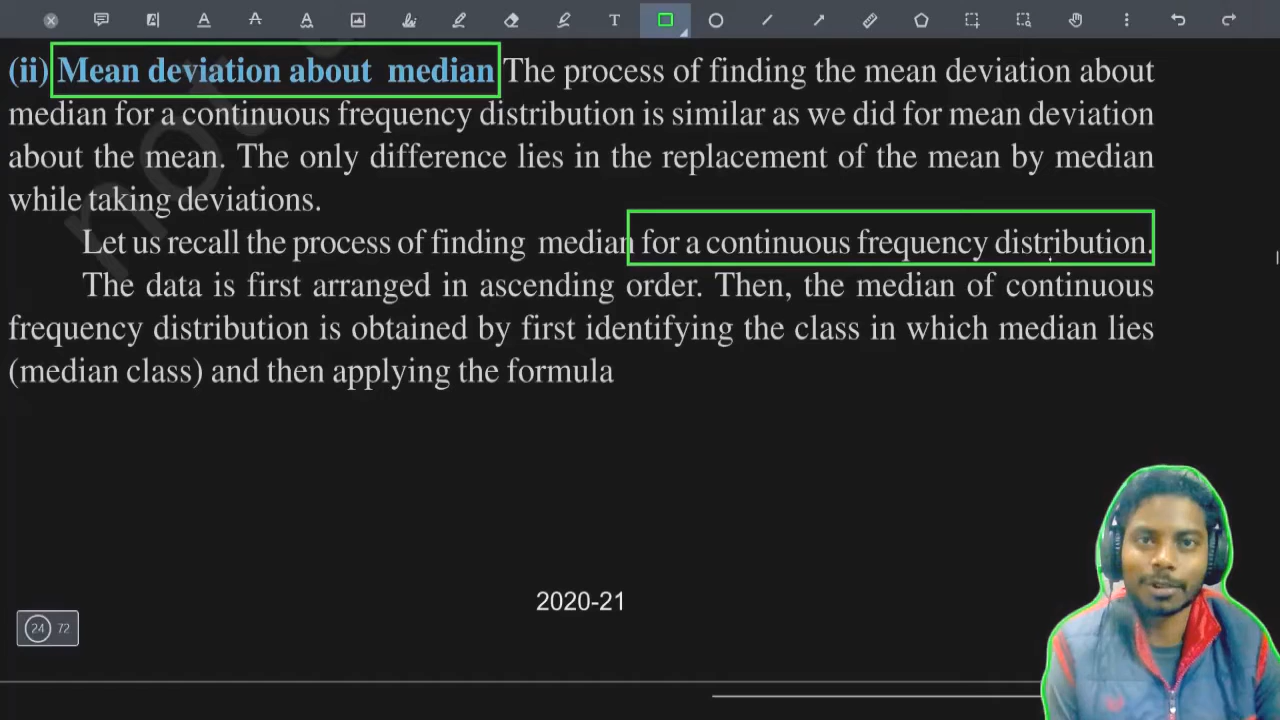 (ii) Mean deviation about median The process of finding the mean deviation about
median for a continuous frequency distribution is similar as we did for mean deviation
about the mean. The only difference lies in the replacement of the mean by median
while taking deviations.
Let us recall the process of finding median for a continuous frequency distribution.
The data is first arranged in ascending order. Then, the median of continuous
frequency distribution is obtained by first identifying the class in which median lies
(median class) and then applying the formula
2020-21
24 72